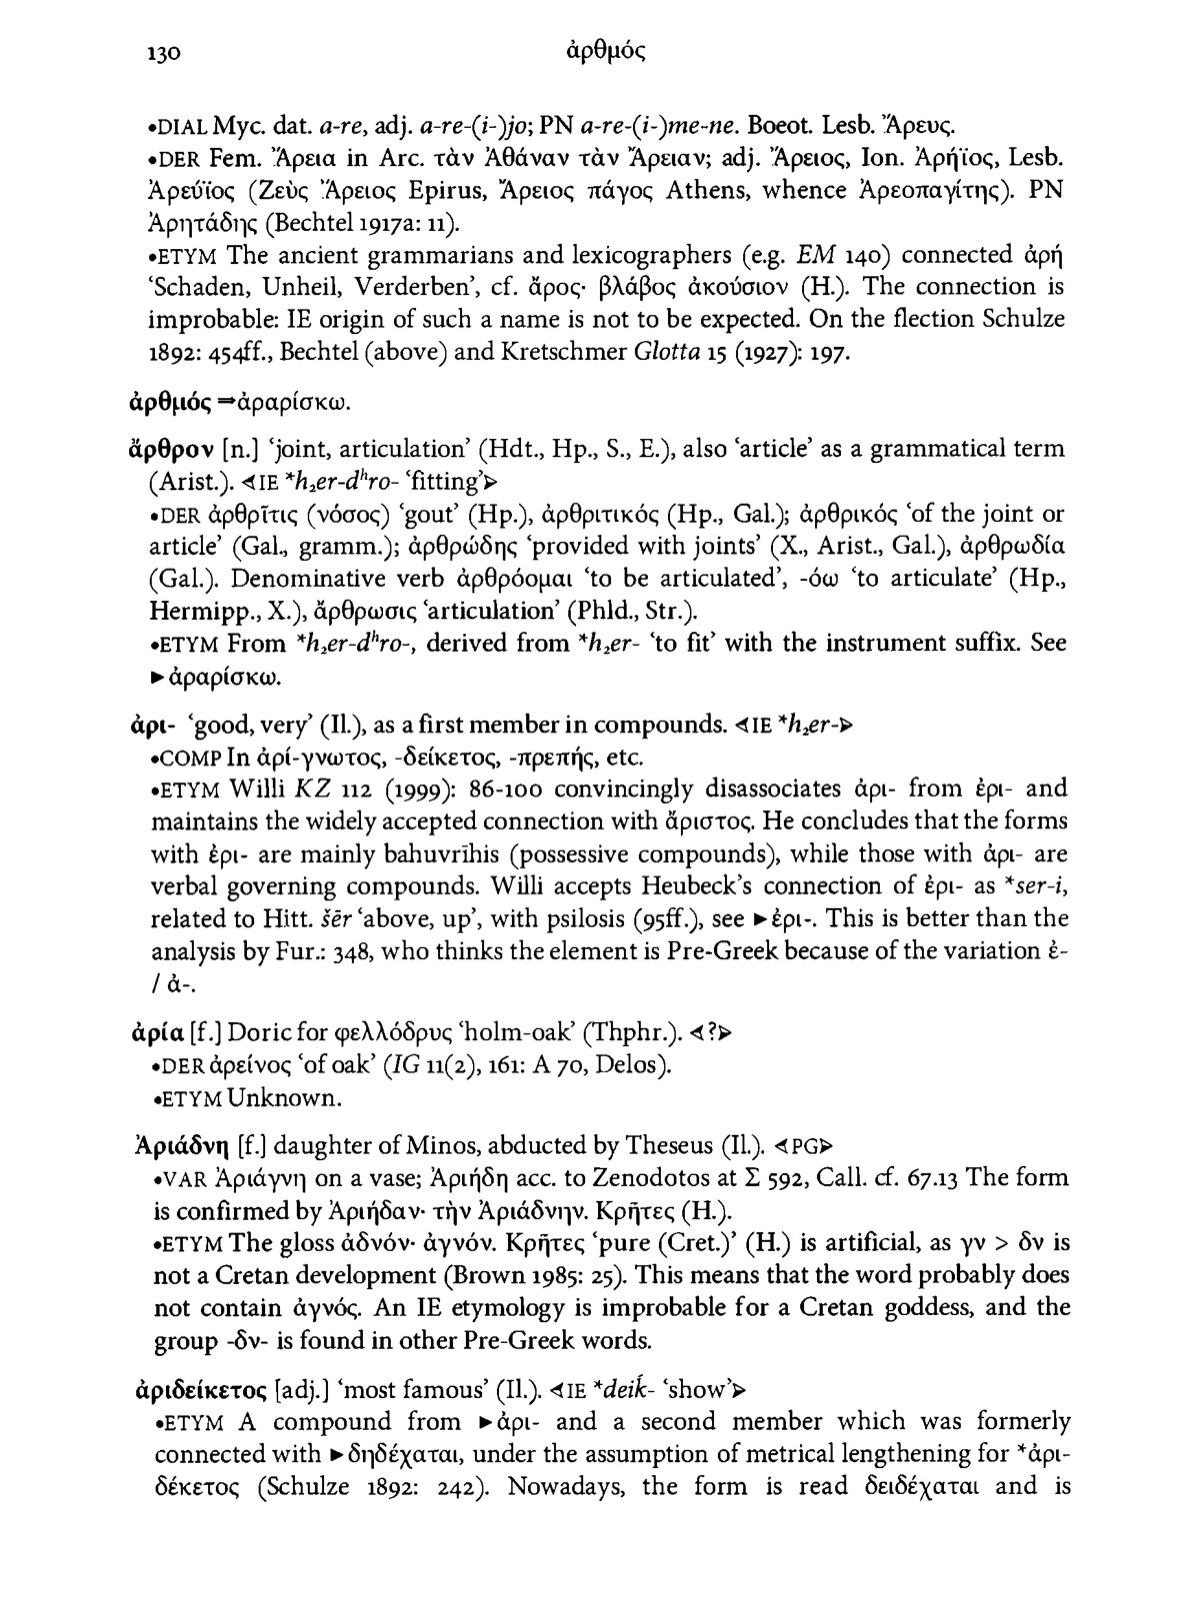 130 ἀρθμός
•DIAL Myc. dat. a-re, adj. a-re-(i-)jo; PN a-re-(i-)me-ne. Boeot. Lesb. Ἄρευς.
•DER Fem. Ἄρεια in Arc. τὰν Ἀθάναν τὰν Ἄρειαν; adj. Ἄρειος, Ion. Ἀρήϊος, Lesb.
Ἀρεύϊος (Ζεὺς Ἄρειος Epirus, Ἄρειος πάγος Athens, whence Ἀρεοπαγίτης). PN
Ἀρητάδης (Bechtel 1917a: 11).
•ETYM The ancient grammarians and lexicographers (e.g. EM 140) connected ἀρή
‘Schaden, Unheil, Verderben’, cf. ἄρος· βλάβος ἀκούσιον (H.). The connection is
improbable: IE origin of such a name is not to be expected. On the flection Schulze
1892: 454ff., Bechtel (above) and Kretschmer Glotta 15 (1927): 197.
ἀρθμός ⇒ἀραρίσκω.
ἄρθρον [n.] ‘joint, articulation’ (Hdt., Hp., S., E.), also ‘article’ as a grammatical term
(Arist.). ⊲IE *h₂er-dʰro- ‘fitting’⊳
•DER ἀρθρῖτις (νόσος) ‘gout’ (Hp.), ἀρθριτικός (Hp., Gal.); ἀρθρικός ‘of the joint or
article’ (Gal., gramm.); ἀρθρώδης ‘provided with joints’ (X., Arist., Gal.), ἀρθρωδία
(Gal.). Denominative verb ἀρθρόομαι ‘to be articulated’, -όω ‘to articulate’ (Hp.,
Hermipp., X.), ἄρθρωσις ‘articulation’ (Phld., Str.).
•ETYM From *h₂er-dʰro-, derived from *h₂er- ‘to fit’ with the instrument suffix. See
►ἀραρίσκω.
ἀρι- ‘good, very’ (Il.), as a first member in compounds. ⊲IE *h₂er-⊳
•COMP In ἀρί-γνωτος, -δείκετος, -πρεπής, etc.
•ETYM Willi KZ 112 (1999): 86-100 convincingly disassociates ἀρι- from ἐρι- and
maintains the widely accepted connection with ἄριστος. He concludes that the forms
with ἐρι- are mainly bahuvrīhis (possessive compounds), while those with ἀρι- are
verbal governing compounds. Willi accepts Heubeck’s connection of ἐρι- as *ser-i,
related to Hitt. šēr ‘above, up’, with psilosis (95ff.), see ►ἐρι-. This is better than the
analysis by Fur.: 348, who thinks the element is Pre-Greek because of the variation ἐ-
/ ἀ-.
ἀρία [f.] Doric for φελλόδρυς ‘holm-oak’ (Thphr.). ⊲?⊳
•DER ἀρείνος ‘of oak’ (IG 11(2), 161: A 70, Delos).
•ETYM Unknown.
Ἀριάδνη [f.] daughter of Minos, abducted by Theseus (Il.). ⊲PG⊳
•VAR Ἀριάγνη on a vase; Ἀριήδη acc. to Zenodotos at Σ 592, Call. cf. 67.13 The form
is confirmed by Ἀριήδαν· τὴν Ἀριάδνην. Κρῆτες (H.).
•ETYM The gloss ἀδνόν· ἁγνόν. Κρῆτες ‘pure (Cret.)’ (H.) is artificial, as γν > δν is
not a Cretan development (Brown 1985: 25). This means that the word probably does
not contain ἁγνός. An IE etymology is improbable for a Cretan goddess, and the
group -δν- is found in other Pre-Greek words.
ἀριδείκετος [adj.] ‘most famous’ (Il.). ⊲IE *deiḱ- ‘show’⊳
•ETYM A compound from ►ἀρι- and a second member which was formerly
connected with ►δηδέχαται, under the assumption of metrical lengthening for *ἀρι-
δέκετος (Schulze 1892: 242). Nowadays, the form is read δειδέχαται and is